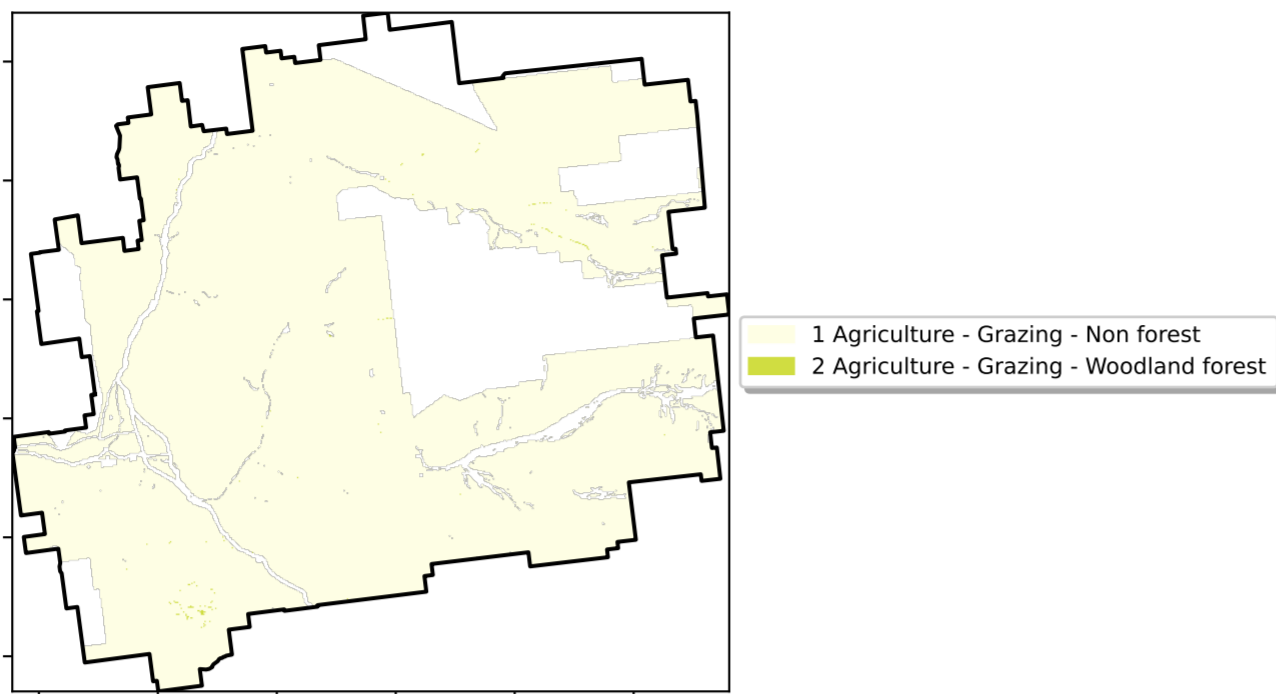 1 Agriculture - Grazing - Non forest
2 Agriculture - Grazing - Woodland forest